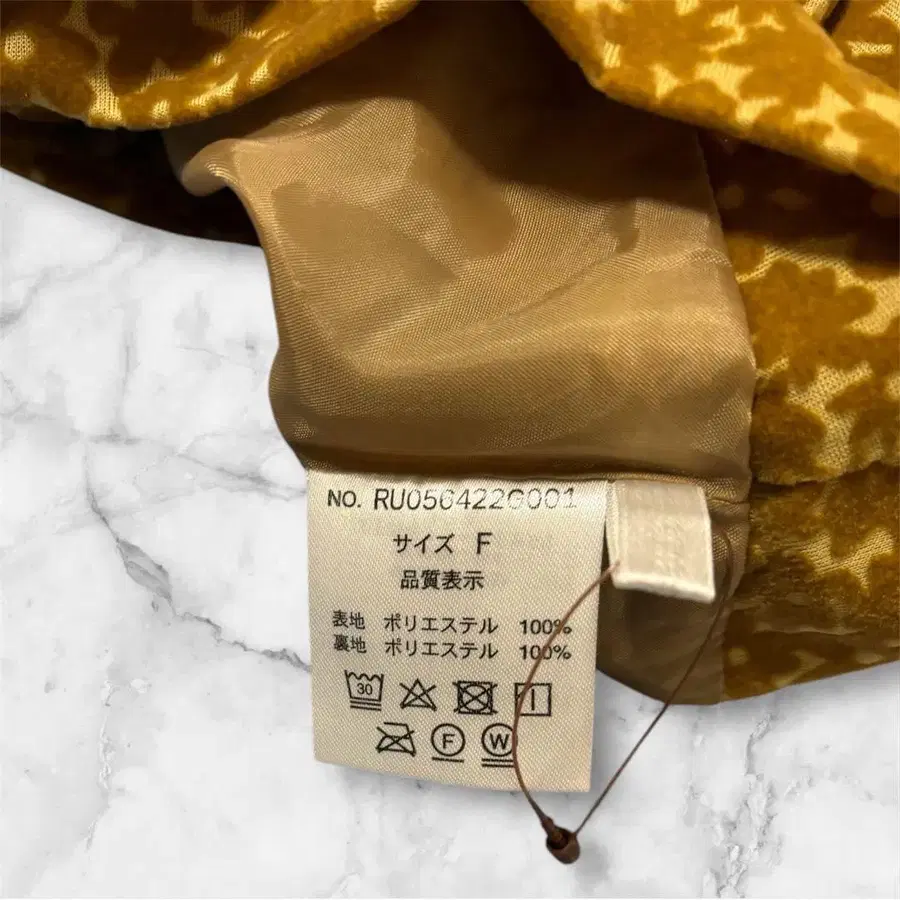 NO. RU056422G001
サイズ F
品質表示
表地 ポリエステル 100%
裏地 ポリエステル 100%
30
F W